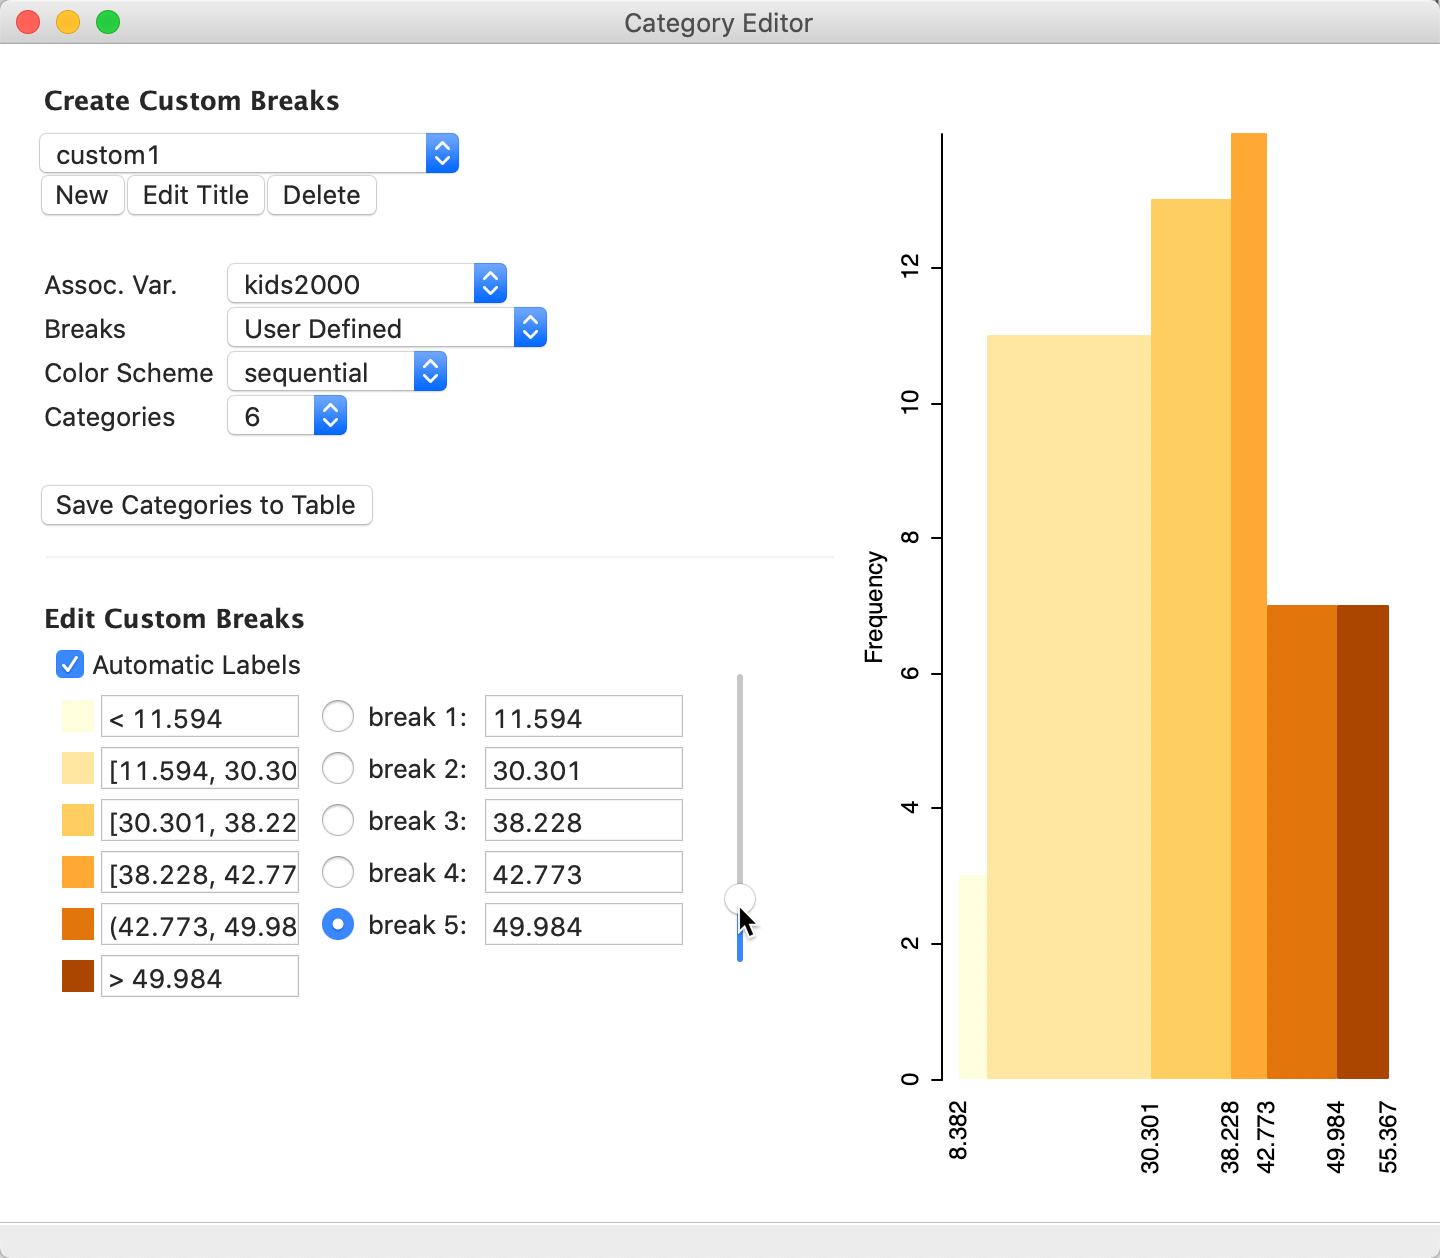 Category Editor
Create Custom Breaks
custom1
New Edit Title Delete
Assoc. Var. kids2000
Breaks User Defined
Color Scheme sequential
Categories 6
Save Categories to Table
Edit Custom Breaks
Automatic Labels
< 11.594 break 1: 11.594
[11.594, 30.30 break 2: 30.301
[30.301, 38.22 break 3: 38.228
[38.228, 42.77 break 4: 42.773
(42.773, 49.98 break 5: 49.984
> 49.984
Frequency
12
10
8
6
4
2
0
8.382 30.301 38.228 42.773 49.984 55.367